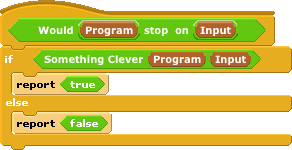 Would Program stop on Input
if Something Clever Program Input
report true
else
report false